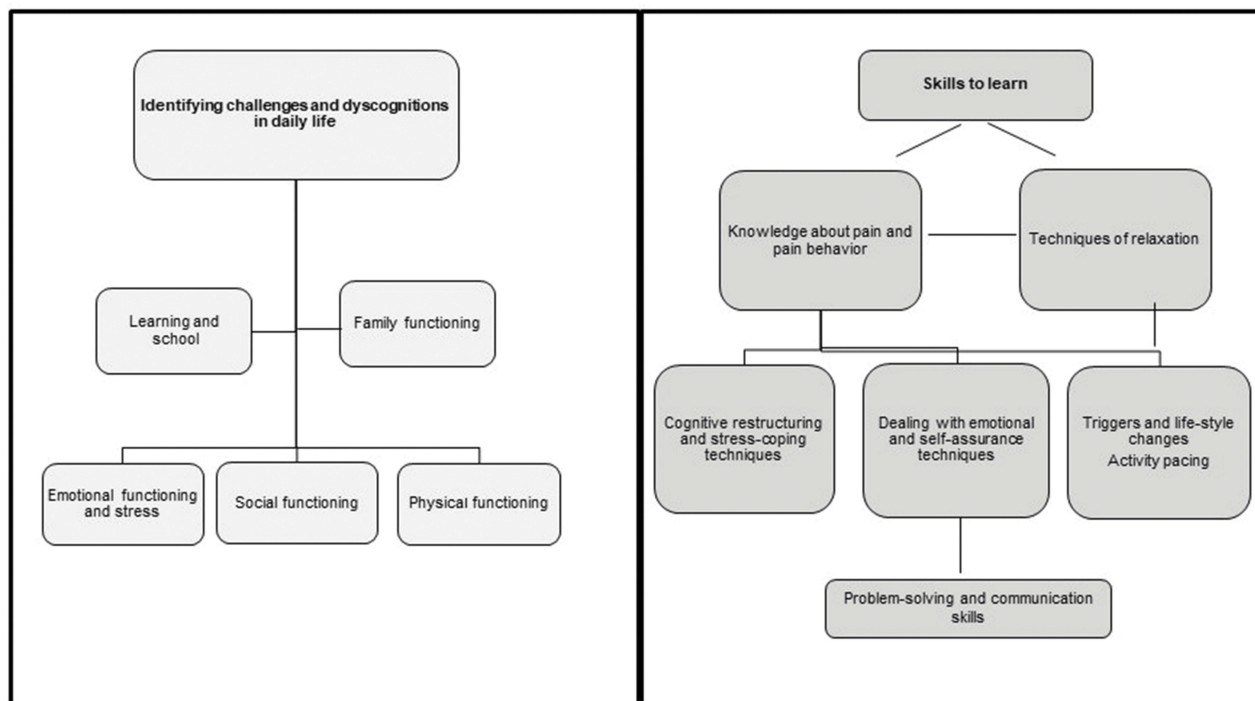 Identifying challenges and dyscognitions
in daily life
Learning and
school
Family functioning
Emotional functioning
and stress
Social functioning
Physical functioning
Skills to learn
Knowledge about pain and
pain behavior
Techniques of relaxation
Cognitive restructuring
and stress-coping
techniques
Dealing with emotional
and self-assurance
techniques
Triggers and life-style
changes
Activity pacing
Problem-solving and communication
skills